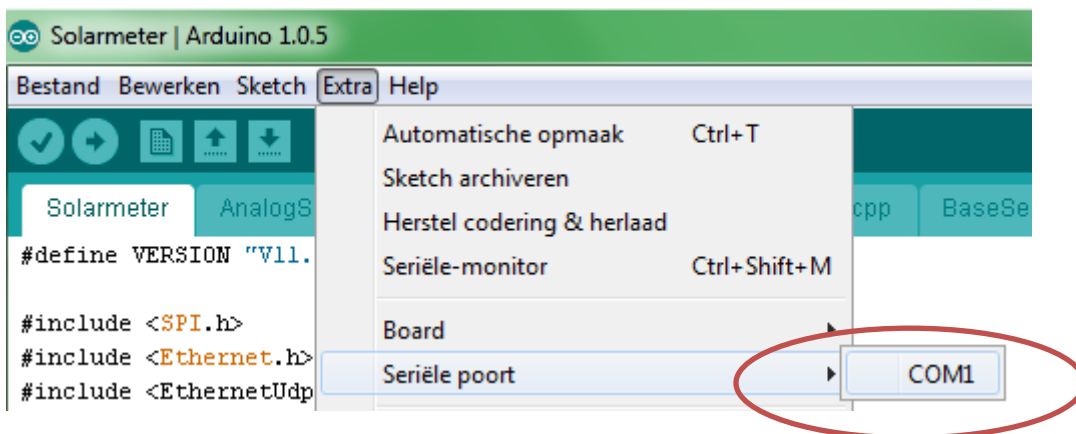 Solarmeter | Arduino 1.0.5
Bestand Bewerken Sketch Extra Help
Automatische opmaak Ctrl+T
Sketch archiveren
Herstel codering & herlaad
Seriële-monitor Ctrl+Shift+M
Board
Seriële poort
COM1
Solarmeter AnalogS cpp BaseSe
#define VERSION "V11.
#include <SPI.h>
#include <Ethernet.h>
#include <EthernetUdp